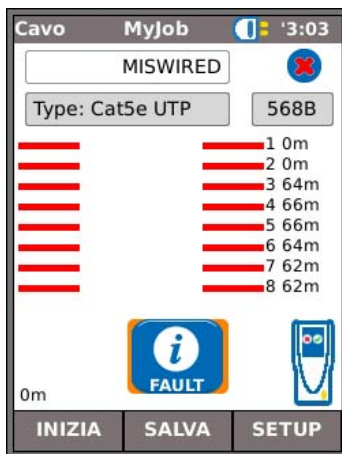 Cavo MyJob '3:03
MISWIRED
Type: Cat5e UTP 568B
1 0m
2 0m
3 64m
4 66m
5 66m
6 64m
7 62m
8 62m
i
FAULT
0m
INIZIA SALVA SETUP